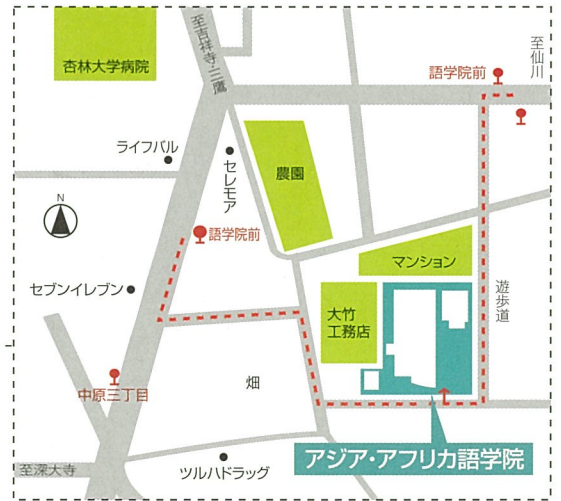 至吉祥寺・三鷹
至仙川
杏林大学病院
語学院前
ライフパル
セレモア
農園
N
語学院前
マンション
セブンイレブン
大竹
工務店
遊歩道
中原三丁目
畑
アジア・アフリカ語学院
至深大寺
ツルハドラッグ